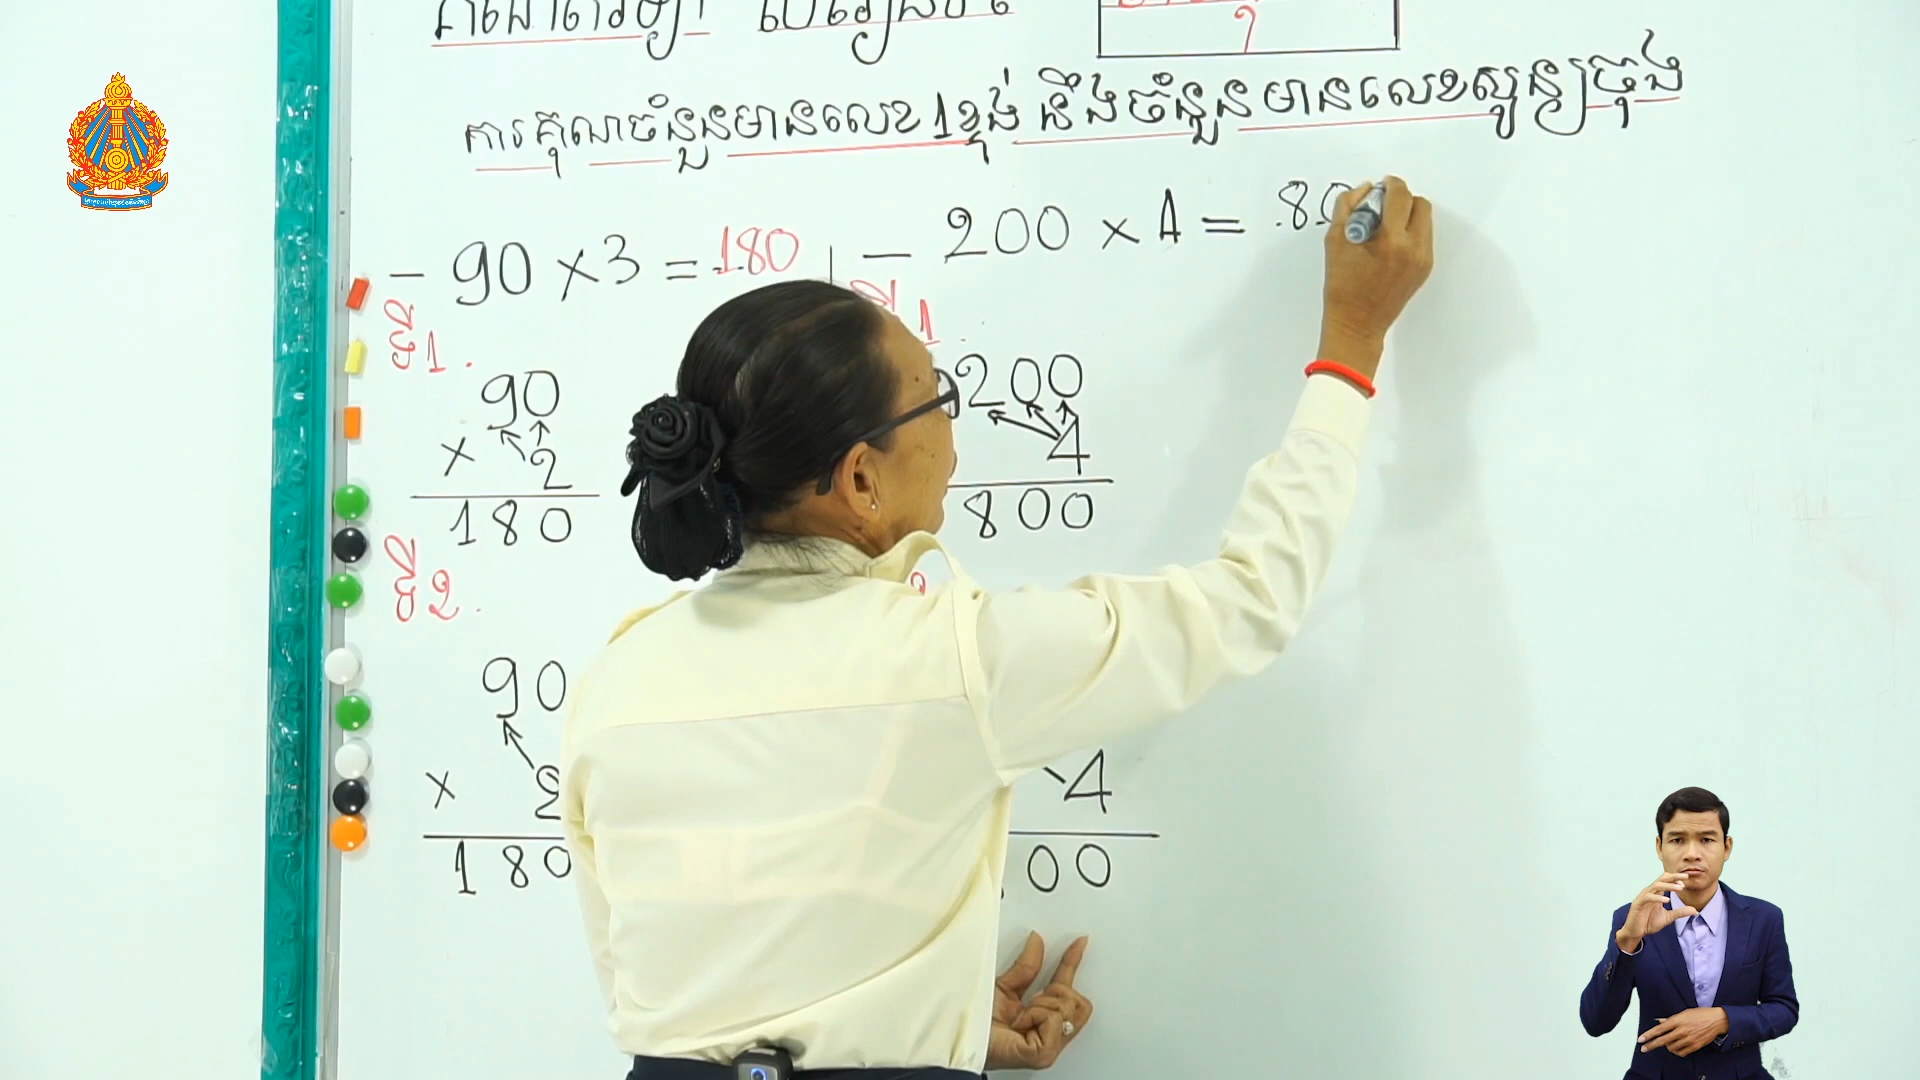 ការគុណចំនួនមានលេខ1ខ្ទង់ នឹងចំនួនមានលេខសូន្យចុង
- 90 × 3 = 180
- 200 × 4 = 80
ទី1.
1.
90
× 2
180
200
4
800
ទី2.
2
90
× 2
180
4
00